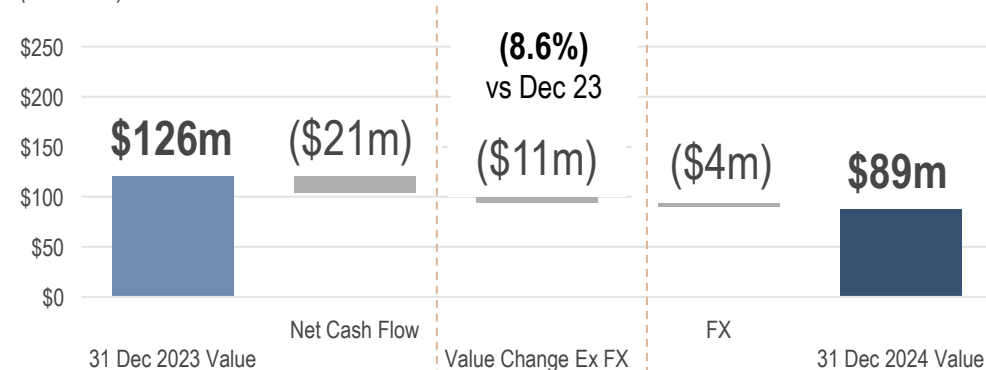 $250
$200
$150
$100
$50
$0
$126m
($21m)
(8.6%)
vs Dec 23
($11m)
($4m)
$89m
31 Dec 2023 Value
Net Cash Flow
Value Change Ex FX
FX
31 Dec 2024 Value